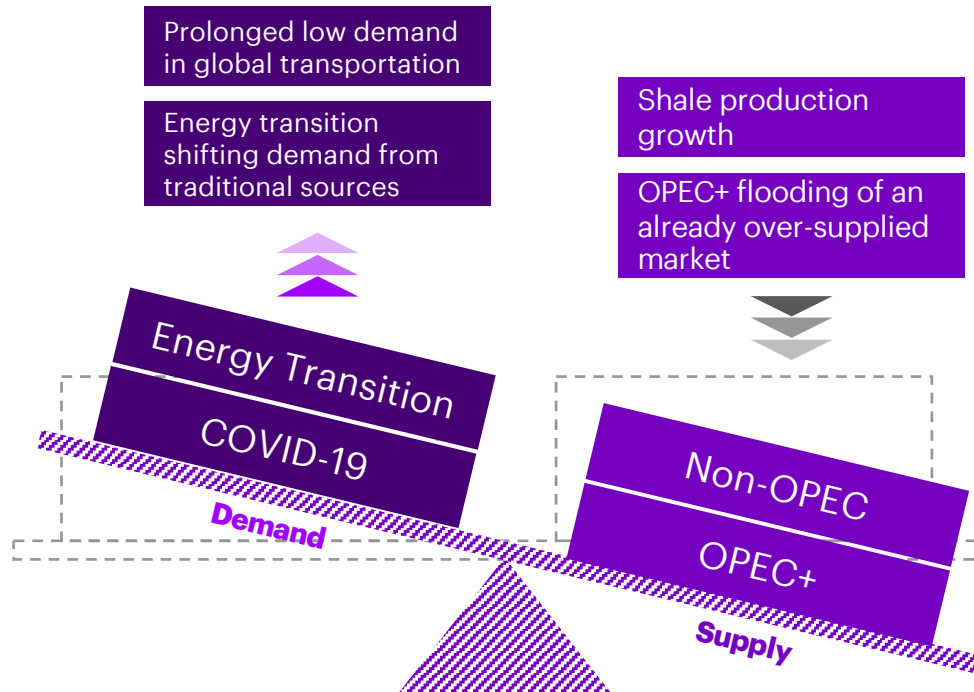 Prolonged low demand
in global transportation
Energy transition
shifting demand from
traditional sources
Shale production
growth
OPEC+ flooding of an
already over-supplied
market
Energy Transition
COVID-19
Demand
Non-OPEC
OPEC+
Supply